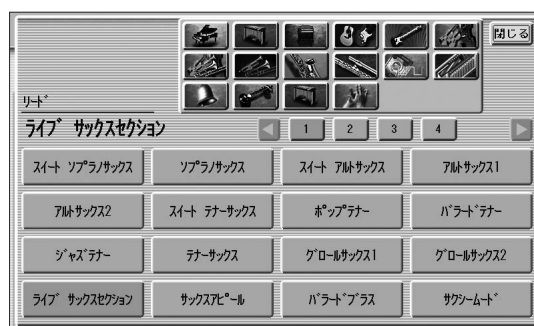 閉じる
リード
ライブ サックスセクション
1 2 3 4
スイート ソプラノサックス ソプラノサックス スイート アルトサックス アルトサックス1
アルトサックス2 スイート テナーサックス ポップテナー バラードテナー
ジャズテナー テナーサックス グロールサックス1 グロールサックス2
ライブ サックスセクション サックスアピール バラードブラス サクシームード